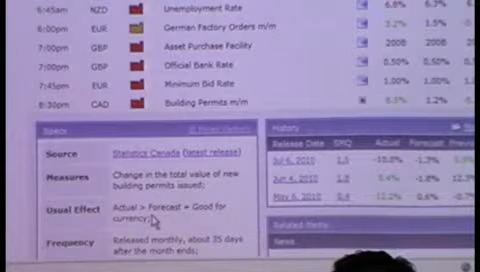 6:45am NZD Unemployment Rate 6.8% 6.3%
6:00pm EUR German Factory Orders m/m 1.5%
7:00pm GBP Asset Purchase Facility 200B 200B
7:00pm GBP Official Bank Rate 0.50% 0.50%
7:45pm EUR Minimum Bid Rate 1.00% 1.00%
8:30pm CAD Building Permits m/m 1.2%
Specs
Source Statistics Canada (latest release)
Measures Change in the total value of new
building permits issued;
Usual Effect Actual > Forecast = Good for
currency;
Frequency Released monthly, about 35 days
after the month ends;
History
Release Date Actual Forecast
Jul 6, 2010 -10.8% -1.3%
Jun 4, 2010 -1.8%
May 6, 2010 0.6%
Related Items
News